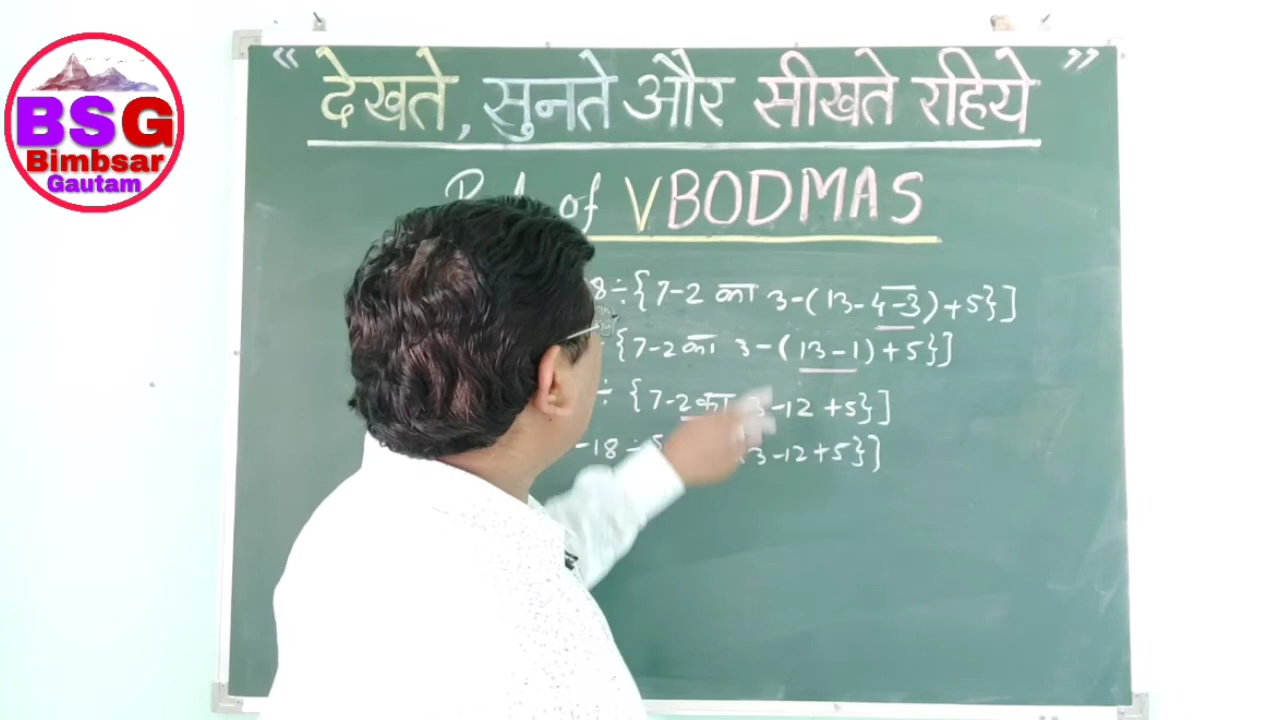 BSG
Bimbsar
Gautam
“ देखते, सुनते और सीखते रहिये ”
of VBODMAS
8÷{7-2 का 3-(13-4̅-̅3̅)+5}]
{7-2 का 3-(13-1)+5}]
÷ {7-2 का 3-12+5}]
-18÷ 3-12+5}]